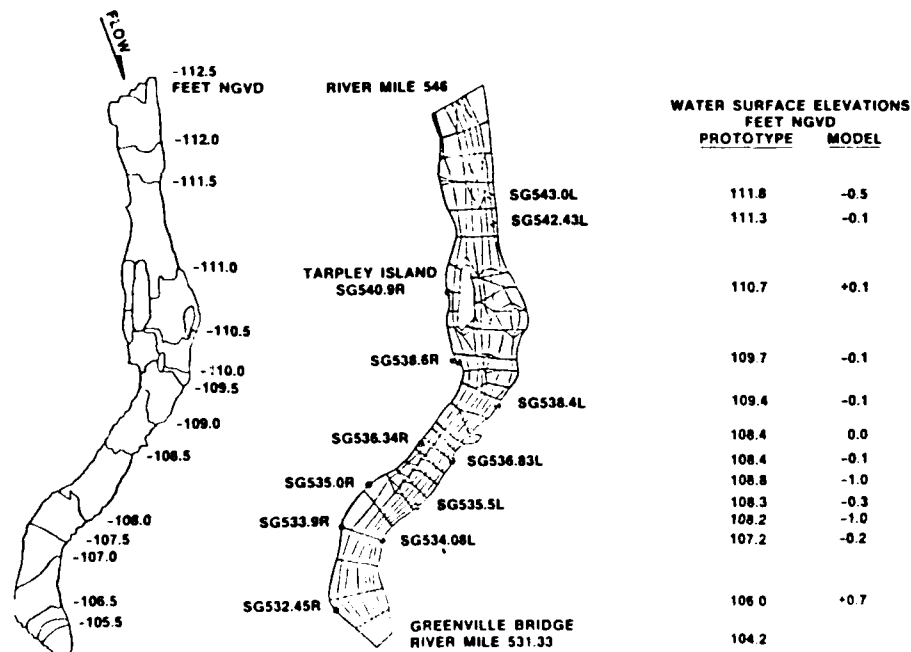 FLOW
-112.5
FEET NGVD
-112.0
-111.5
-111.0
-110.5
-110.0
-109.5
-109.0
-108.5
-108.0
-107.5
-107.0
-106.5
-105.5
RIVER MILE 546
SG543.0L
SG542.43L
TARPLEY ISLAND
SG540.9R
SG538.6R
SG538.4L
SG536.34R
SG536.83L
SG535.0R
SG535.5L
SG533.9R
SG534.08L
SG532.45R
GREENVILLE BRIDGE
RIVER MILE 531.33
WATER SURFACE ELEVATIONS
FEET NGVD
PROTOTYPE MODEL
111.8 -0.5
111.3 -0.1
110.7 +0.1
109.7 -0.1
109.4 -0.1
108.4 0.0
108.4 -0.1
108.8 -1.0
108.3 -0.3
108.2 -1.0
107.2 -0.2
106.0 +0.7
104.2